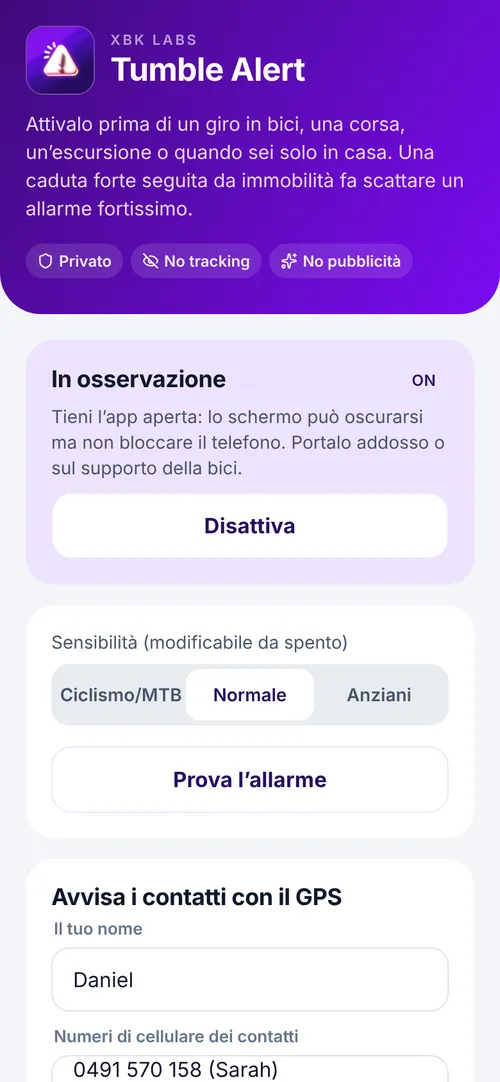 XBK LABS
Tumble Alert
Attivalo prima di un giro in bici, una corsa,
un’escursione o quando sei solo in casa. Una
caduta forte seguita da immobilità fa scattare un
allarme fortissimo.
Privato
No tracking
No pubblicità
In osservazione
ON
Tieni l’app aperta: lo schermo può oscurarsi
ma non bloccare il telefono. Portalo addosso o
sul supporto della bici.
Disattiva
Sensibilità (modificabile da spento)
Ciclismo/MTB
Normale
Anziani
Prova l’allarme
Avvisa i contatti con il GPS
Il tuo nome
Daniel
Numeri di cellulare dei contatti
0491 570 158 (Sarah)